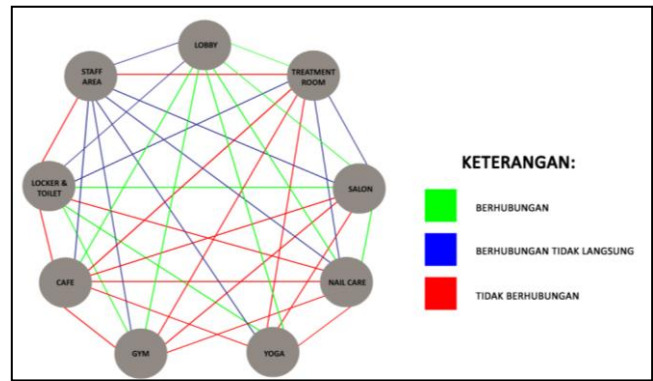 LOBBY
STAFF
AREA
TREATMENT
ROOM
LOCKER &
TOILET
SALON
CAFE
NAIL CARE
GYM
YOGA
KETERANGAN:
BERHUBUNGAN
BERHUBUNGAN TIDAK LANGSUNG
TIDAK BERHUBUNGAN